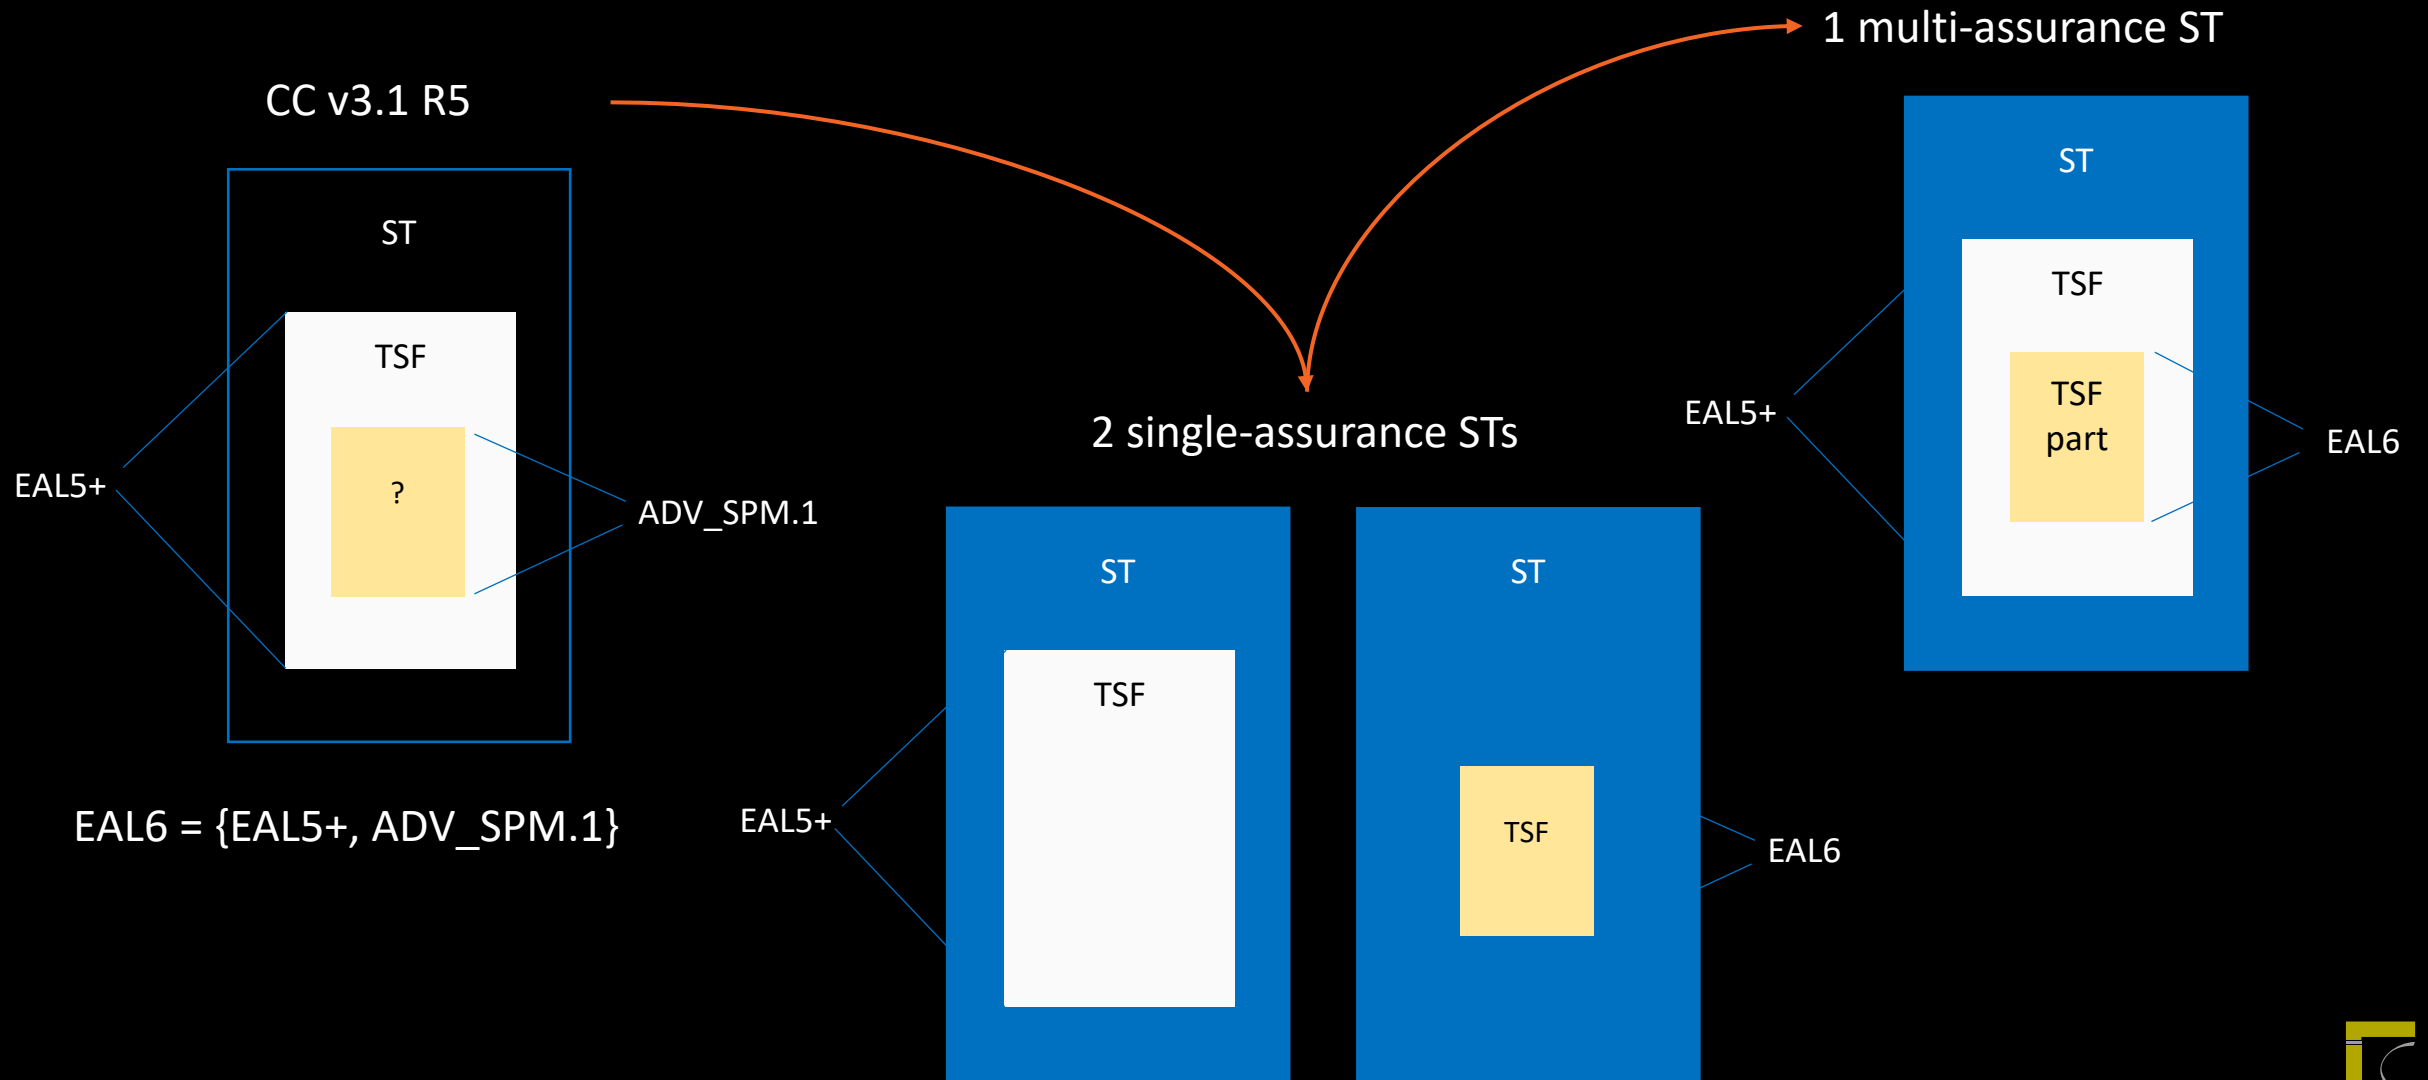 CC v3.1 R5
ST
TSF
?
EAL5+
ADV_SPM.1
EAL6 = {EAL5+, ADV_SPM.1}
2 single-assurance STs
ST
TSF
EAL5+
ST
TSF
EAL6
1 multi-assurance ST
ST
TSF
TSF
part
EAL5+
EAL6